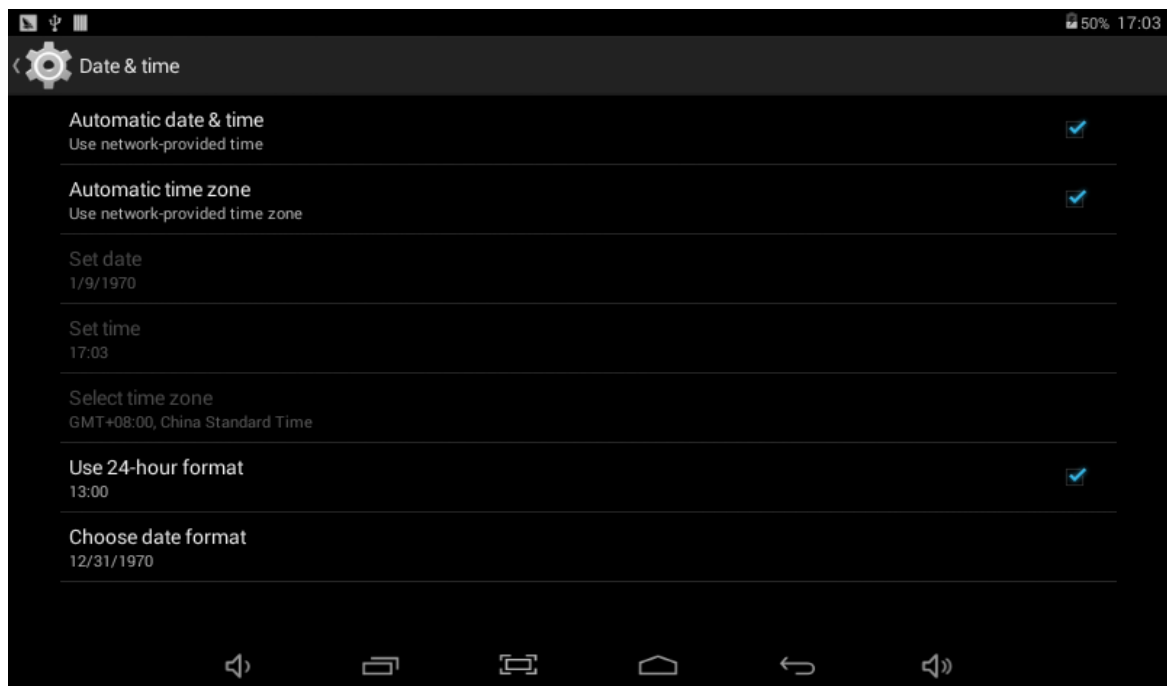 50% 17:03
Date & time
Automatic date & time
Use network-provided time
Automatic time zone
Use network-provided time zone
Set date
1/9/1970
Set time
17:03
Select time zone
GMT+08:00, China Standard Time
Use 24-hour format
13:00
Choose date format
12/31/1970